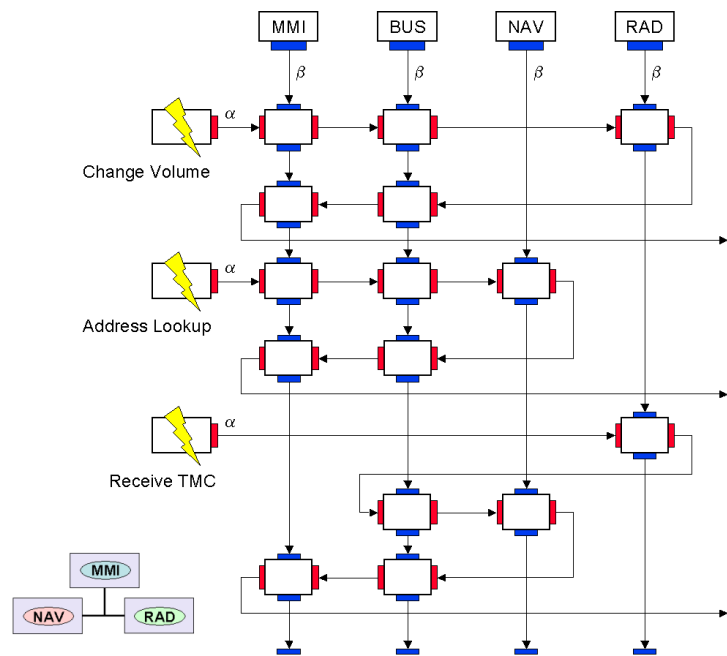 MMI BUS NAV RAD
β β β β
α
Change Volume
α
Address Lookup
α
Receive TMC
MMI
NAV RAD